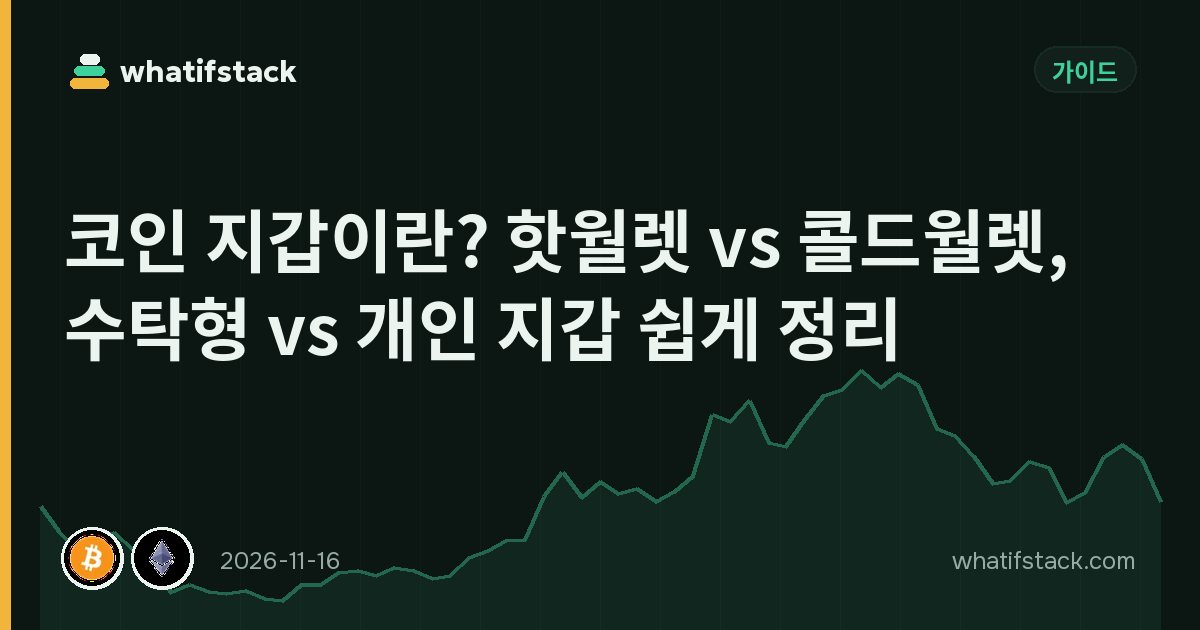 whatifstack
가이드
코인 지갑이란? 핫월렛 vs 콜드월렛,
수탁형 vs 개인 지갑 쉽게 정리
2026-11-16
whatifstack.com